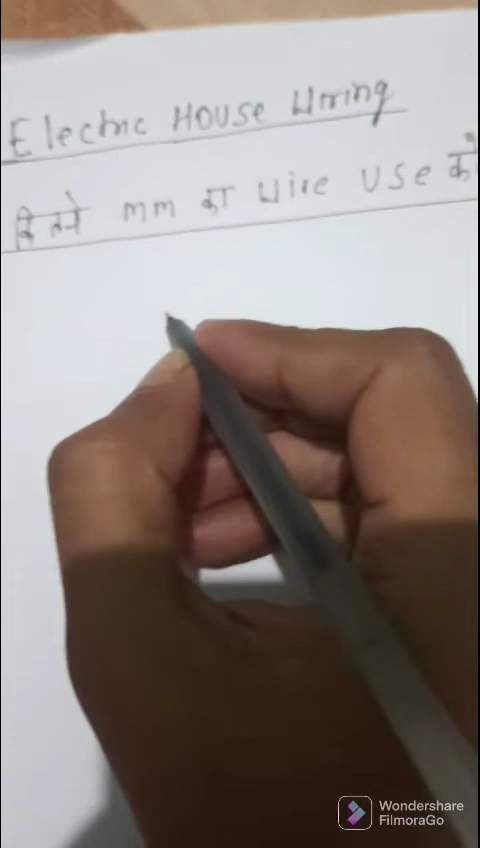 Electric House Wiring
कितने mm का Wire Use करे
Wondershare
FilmoraGo